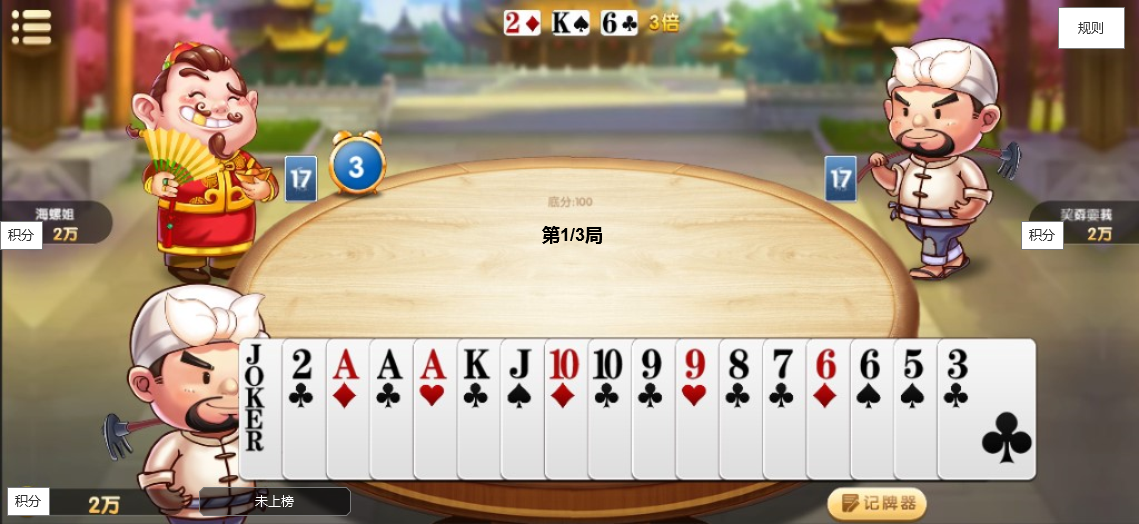 2 K 6 3倍
规则
17 3
17
底分:100
第1/3局
海螺姐
积分 2万
积分 2万
JOKER 2 A A A K J 10 10 9 9 8 7 6 6 5 3
积分 2万 未上榜
记牌器